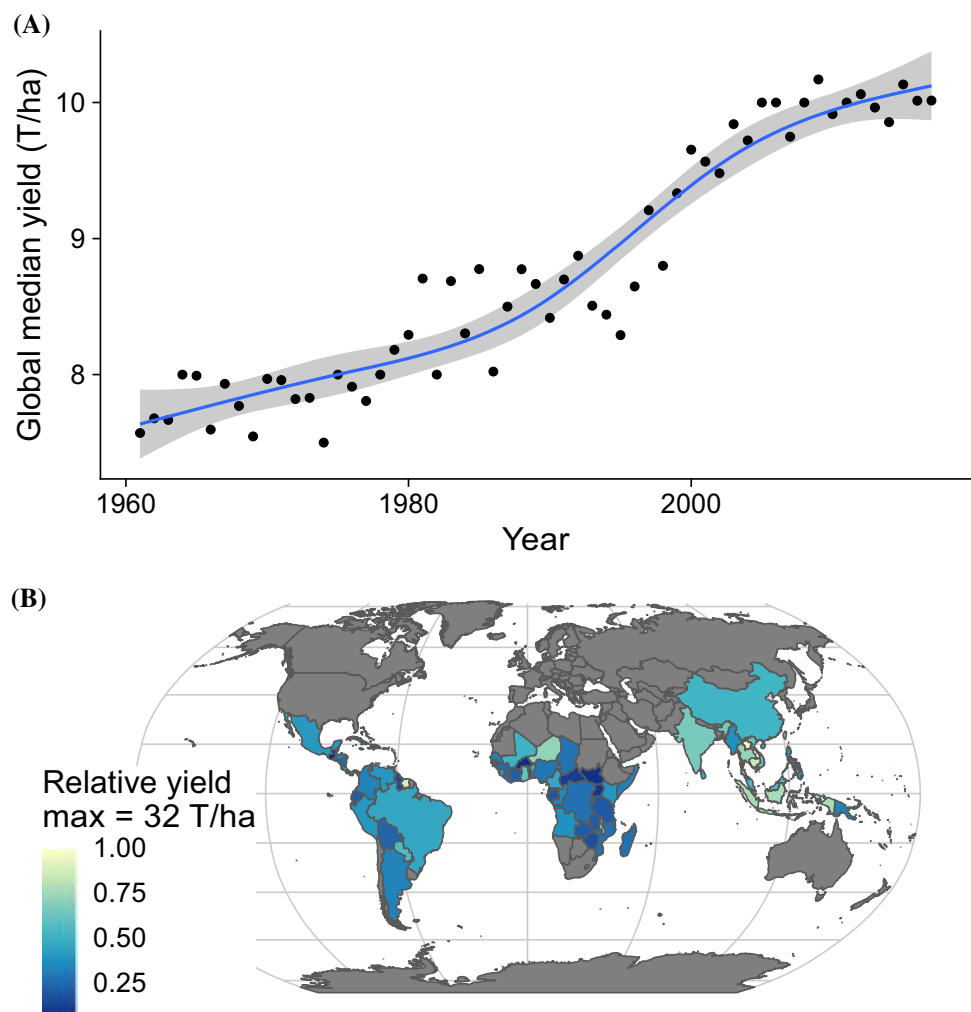 (A)
Global median yield (T/ha)
10
9
8
1960
1980
2000
Year
(B)
Relative yield
max = 32 T/ha
1.00
0.75
0.50
0.25